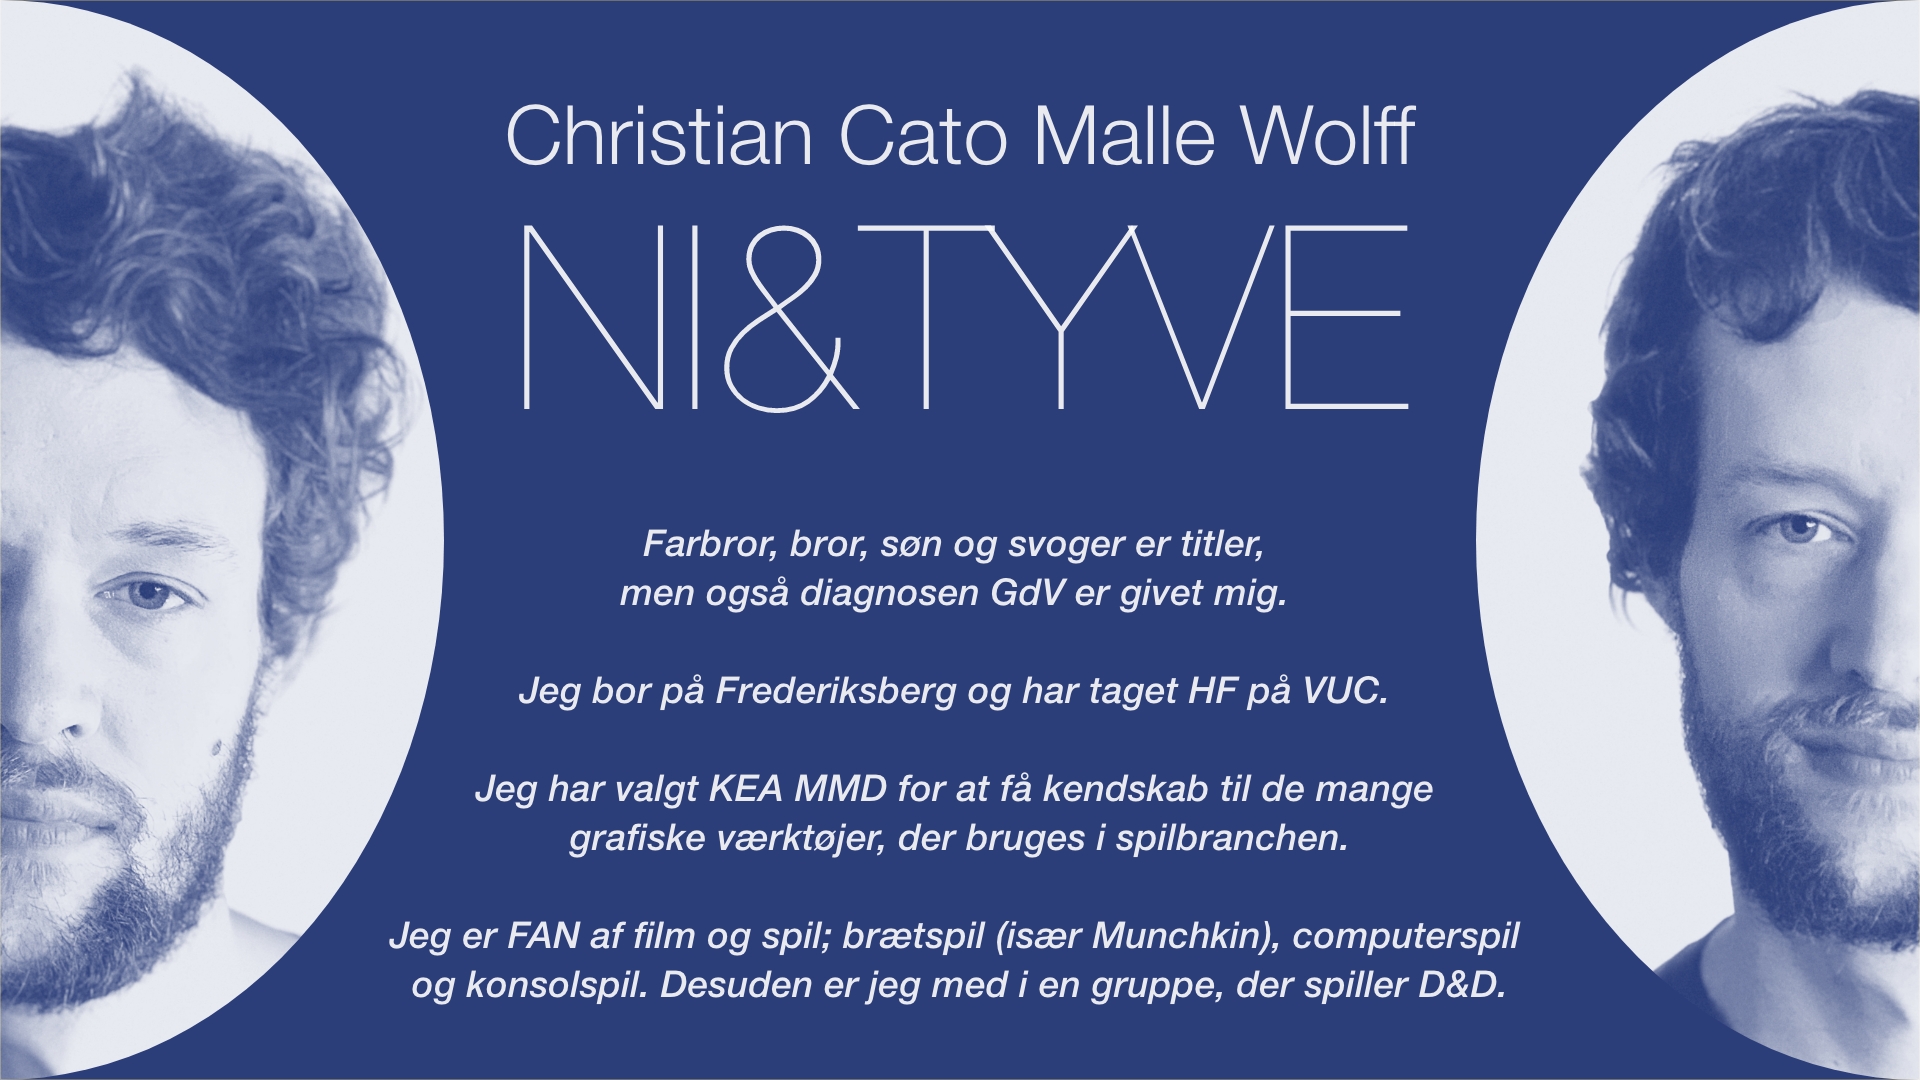 Christian Cato Malle Wolff
NI&TYVE
Farbror, bror, søn og svoger er titler,
men også diagnosen GdV er givet mig.
Jeg bor på Frederiksberg og har taget HF på VUC.
Jeg har valgt KEA MMD for at få kendskab til de mange
grafiske værktøjer, der bruges i spilbranchen.
Jeg er FAN af film og spil; brætspil (især Munchkin), computerspil
og konsolspil. Desuden er jeg med i en gruppe, der spiller D&D.